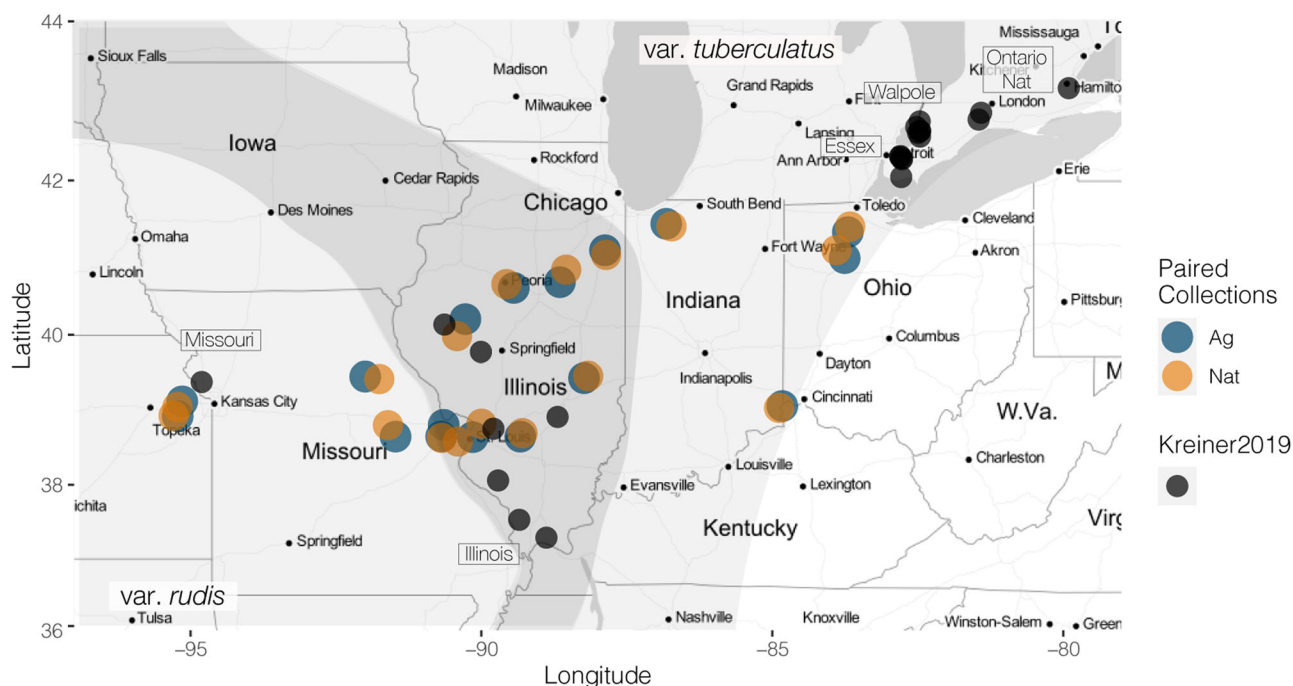 44
Mississauga
var. tuberculatus
Sioux Falls
Madison
Ontario
Nat
Milwaukee
Grand Rapids
Walpole
London
Lansing
Iowa
Essex
Rockford
Ann Arbor
Erie
42
Cedar Rapids
Chicago
South Bend
Toledo
Des Moines
Cleveland
Omaha
Fort Wayne
Akron
Lincoln
Peoria
Ohio
Indiana
Pittsburg
Paired
Collections
Ag
Nat
Kreiner2019
Latitude
40
Missouri
Springfield
Columbus
Indianapolis
Dayton
Illinois
Kansas City
Cincinnati
W.Va.
Topeka
St. Louis
Missouri
Louisville
Charleston
38
Evansville
Lexington
ichita
Kentucky
Virg
Springfield
Illinois
var. rudis
Tulsa
Nashville
Knoxville
Winston-Salem
Green
36
−95
−90
−85
−80
Longitude